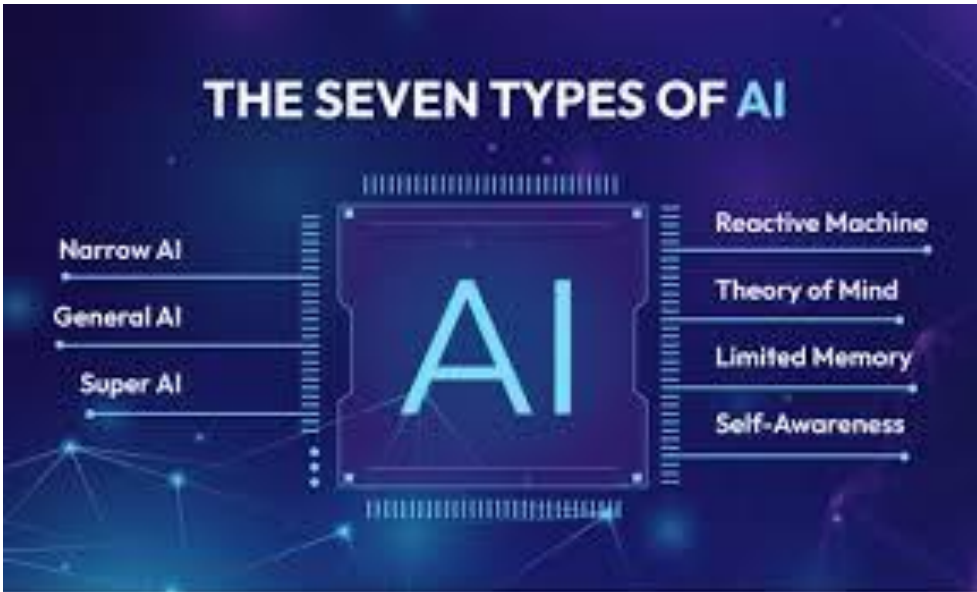 THE SEVEN TYPES OF AI
Narrow AI
General AI
Super AI
AI
Reactive Machine
Theory of Mind
Limited Memory
Self-Awareness